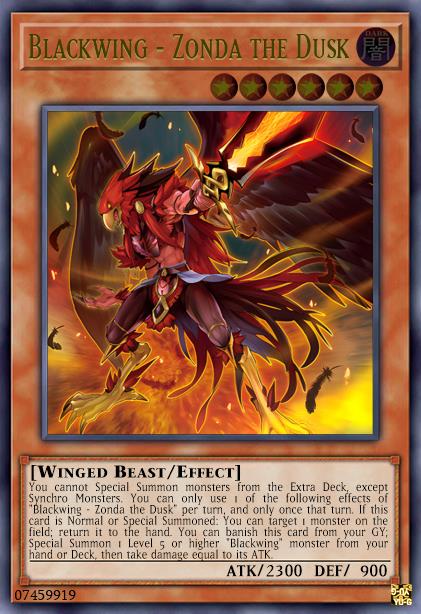 BLACKWING - ZONDA THE DUSK
DARK
闇
[WINGED BEAST/EFFECT]
You cannot Special Summon monsters from the Extra Deck, except
Synchro Monsters. You can only use 1 of the following effects of
"Blackwing - Zonda the Dusk" per turn, and only once that turn. If this
card is Normal or Special Summoned: You can target 1 monster on the
field; return it to the hand. You can banish this card from your GY;
Special Summon 1 Level 5 or higher "Blackwing" monster from your
hand or Deck, then take damage equal to its ATK.
ATK/2300 DEF/ 900
07459919